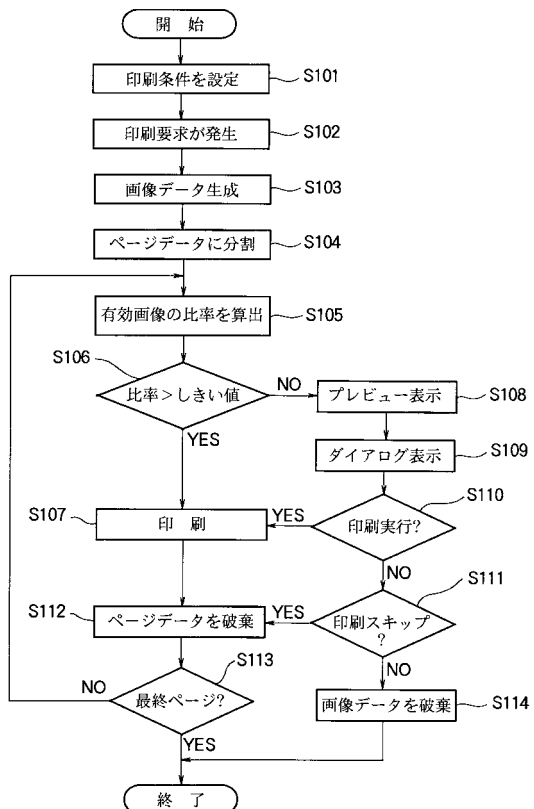 開 始
印刷条件を設定 S101
印刷要求が発生 S102
画像データ生成 S103
ページデータに分割 S104
有効画像の比率を算出 S105
S106
比率＞しきい値
NO
プレビュー表示 S108
YES
ダイアログ表示 S109
S110
S107 印 刷
YES
印刷実行?
NO
S111
S112 ページデータを破棄
YES
印刷スキップ
?
S113
NO
最終ページ?
NO
画像データを破棄 S114
YES
終 了